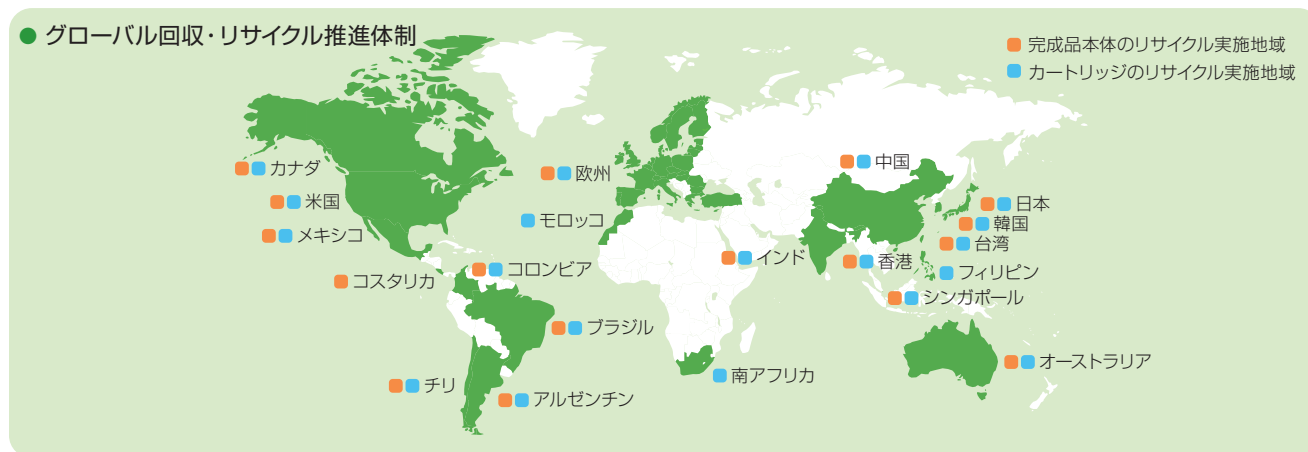 グローバル回収・リサイクル推進体制
完成品本体のリサイクル実施地域
カートリッジのリサイクル実施地域
カナダ
米国
メキシコ
コスタリカ
コロンビア
ブラジル
チリ
アルゼンチン
欧州
モロッコ
南アフリカ
インド
中国
香港
日本
韓国
台湾
フィリピン
シンガポール
オーストラリア